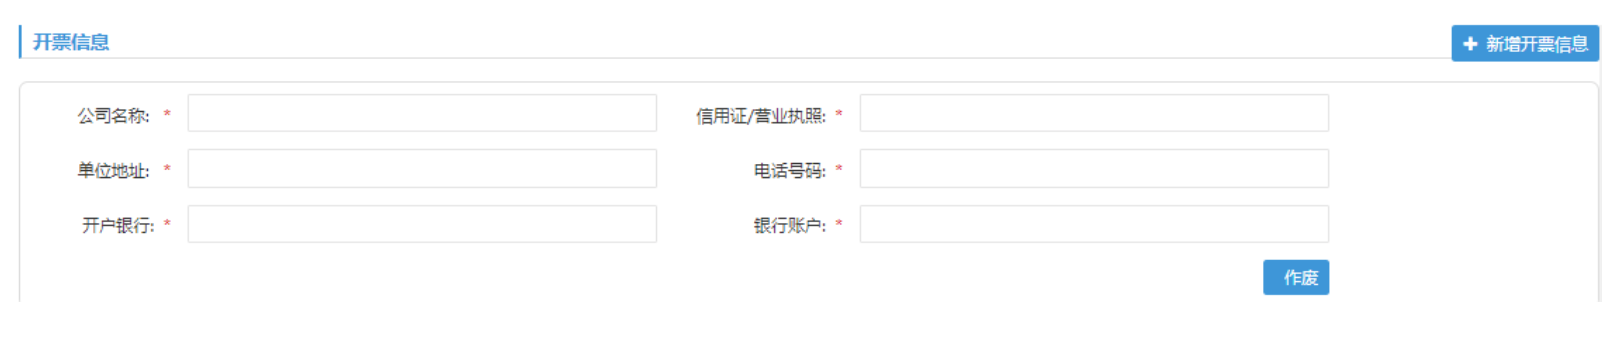 开票信息
+ 新增开票信息
公司名称: *
信用证/营业执照: *
单位地址: *
电话号码: *
开户银行: *
银行账户: *
作废